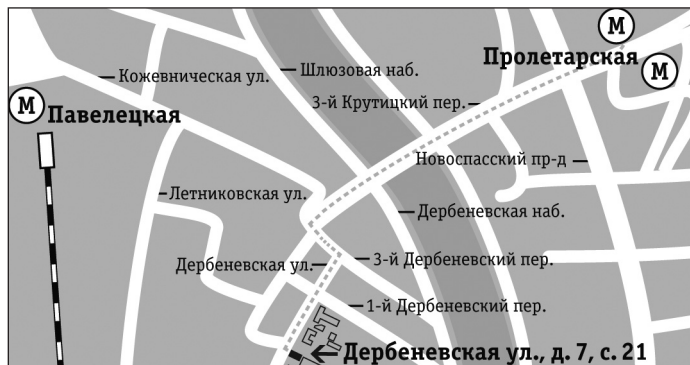 М
Пролетарская
М
Кожевническая ул.
Шлюзовая наб.
3-й Крутицкий пер.
М
Павелецкая
Новоспасский пр-д
Летниковская ул.
Дербеневская наб.
Дербеневская ул.
3-й Дербеневский пер.
1-й Дербеневский пер.
Дербеневская ул., д. 7, с. 21